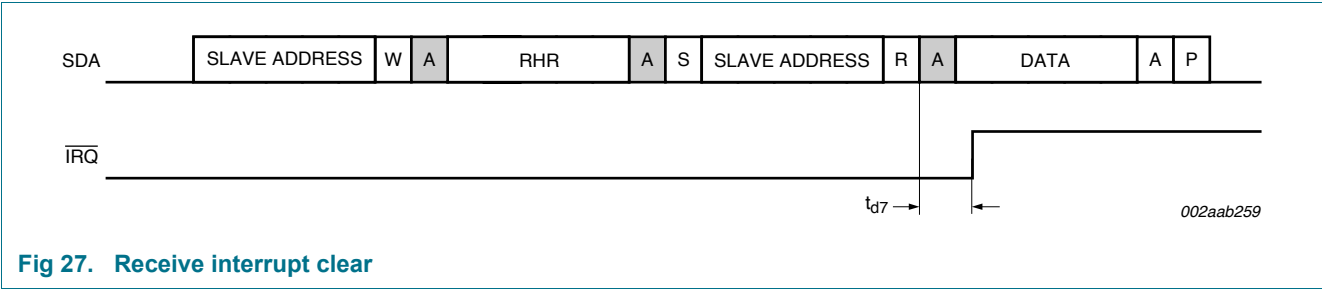 SDA SLAVE ADDRESS W A RHR A S SLAVE ADDRESS R A DATA A P
IRQ
td7
002aab259
Fig 27. Receive interrupt clear